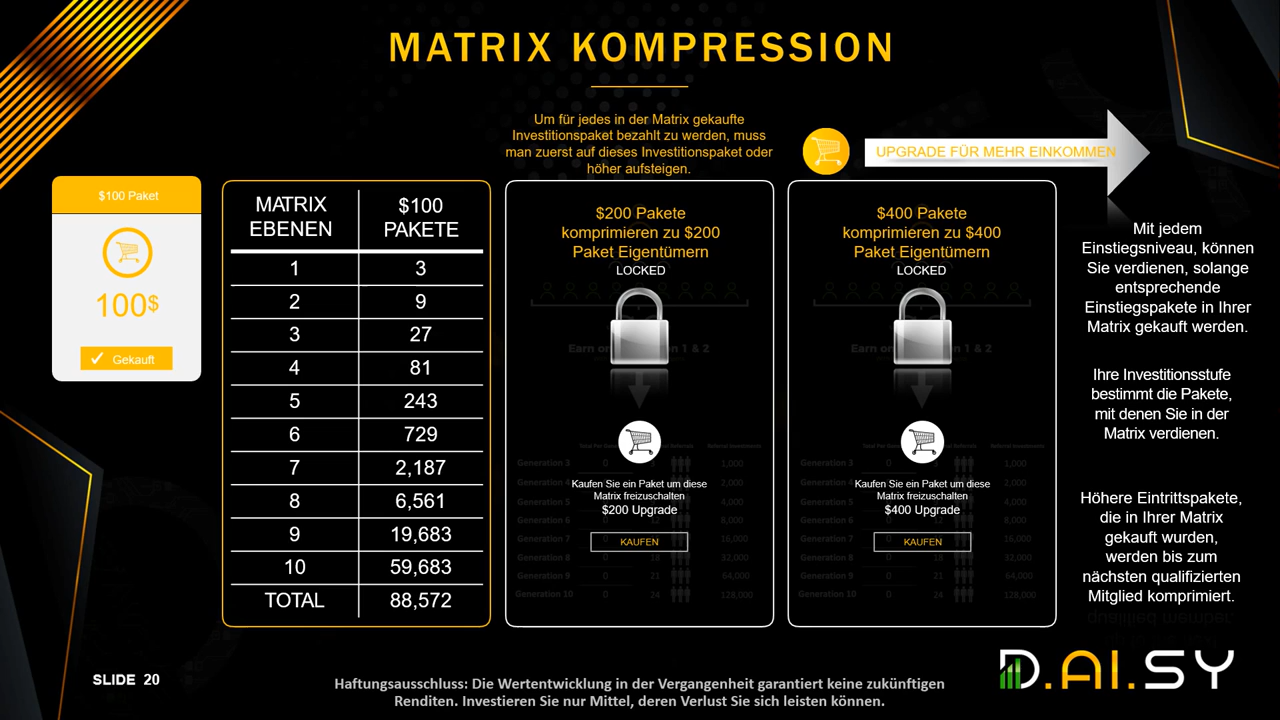 MATRIX KOMPRESSION
Um für jedes in der Matrix gekaufte
Investitionspaket bezahlt zu werden, muss
man zuerst auf dieses Investitionspaket oder
höher aufsteigen.
UPGRADE FÜR MEHR EINKOMMEN
$100 Paket
100$
Gekauft
MATRIX EBENEN $100 PAKETE
1 3
2 9
3 27
4 81
5 243
6 729
7 2,187
8 6,561
9 19,683
10 59,683
TOTAL 88,572
$200 Pakete
komprimieren zu $200
Paket Eigentümern
LOCKED
Kaufen Sie ein Paket um diese
Matrix freizuschalten
$200 Upgrade
KAUFEN
$400 Pakete
komprimieren zu $400
Paket Eigentümern
LOCKED
Kaufen Sie ein Paket um diese
Matrix freizuschalten
$400 Upgrade
KAUFEN
Mit jedem
Einstiegsniveau, können
Sie verdienen, solange
entsprechende
Einstiegspakete in Ihrer
Matrix gekauft werden.
Ihre Investitionsstufe
bestimmt die Pakete,
mit denen Sie in der
Matrix verdienen.
Höhere Eintrittspakete,
die in Ihrer Matrix
gekauft wurden,
werden bis zum
nächsten qualifizierten
Mitglied komprimiert.
SLIDE 20
Haftungsausschluss: Die Wertentwicklung in der Vergangenheit garantiert keine zukünftigen
Renditen. Investieren Sie nur Mittel, deren Verlust Sie sich leisten können.
D.AI.SY